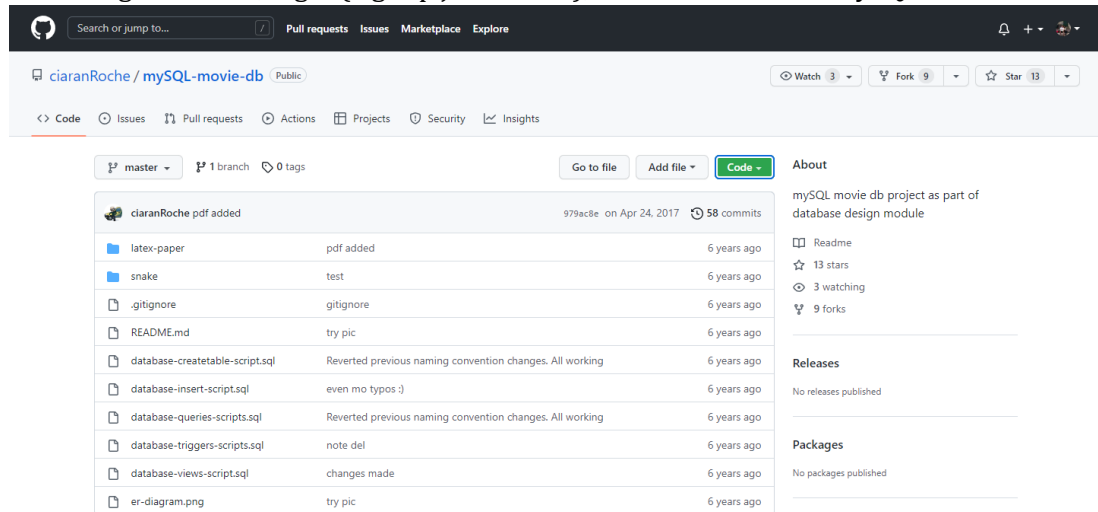 Search or jump to... / Pull requests Issues Marketplace Explore
ciaranRoche / mySQL-movie-db Public Watch 3 Fork 9 Star 13
<> Code Issues Pull requests Actions Projects Security Insights
master 1 branch 0 tags Go to file Add file Code
ciaranRoche pdf added 979ac8e on Apr 24, 2017 58 commits
latex-paper pdf added 6 years ago
snake test 6 years ago
.gitignore gitignore 6 years ago
README.md try pic 6 years ago
database-createtable-script.sql Reverted previous naming convention changes. All working 6 years ago
database-insert-script.sql even mo typos :) 6 years ago
database-queries-scripts.sql Reverted previous naming convention changes. All working 6 years ago
database-triggers-scripts.sql note del 6 years ago
database-views-script.sql changes made 6 years ago
er-diagram.png try pic 6 years ago
About
mySQL movie db project as part of
database design module
Readme
13 stars
3 watching
9 forks
Releases
No releases published
Packages
No packages published